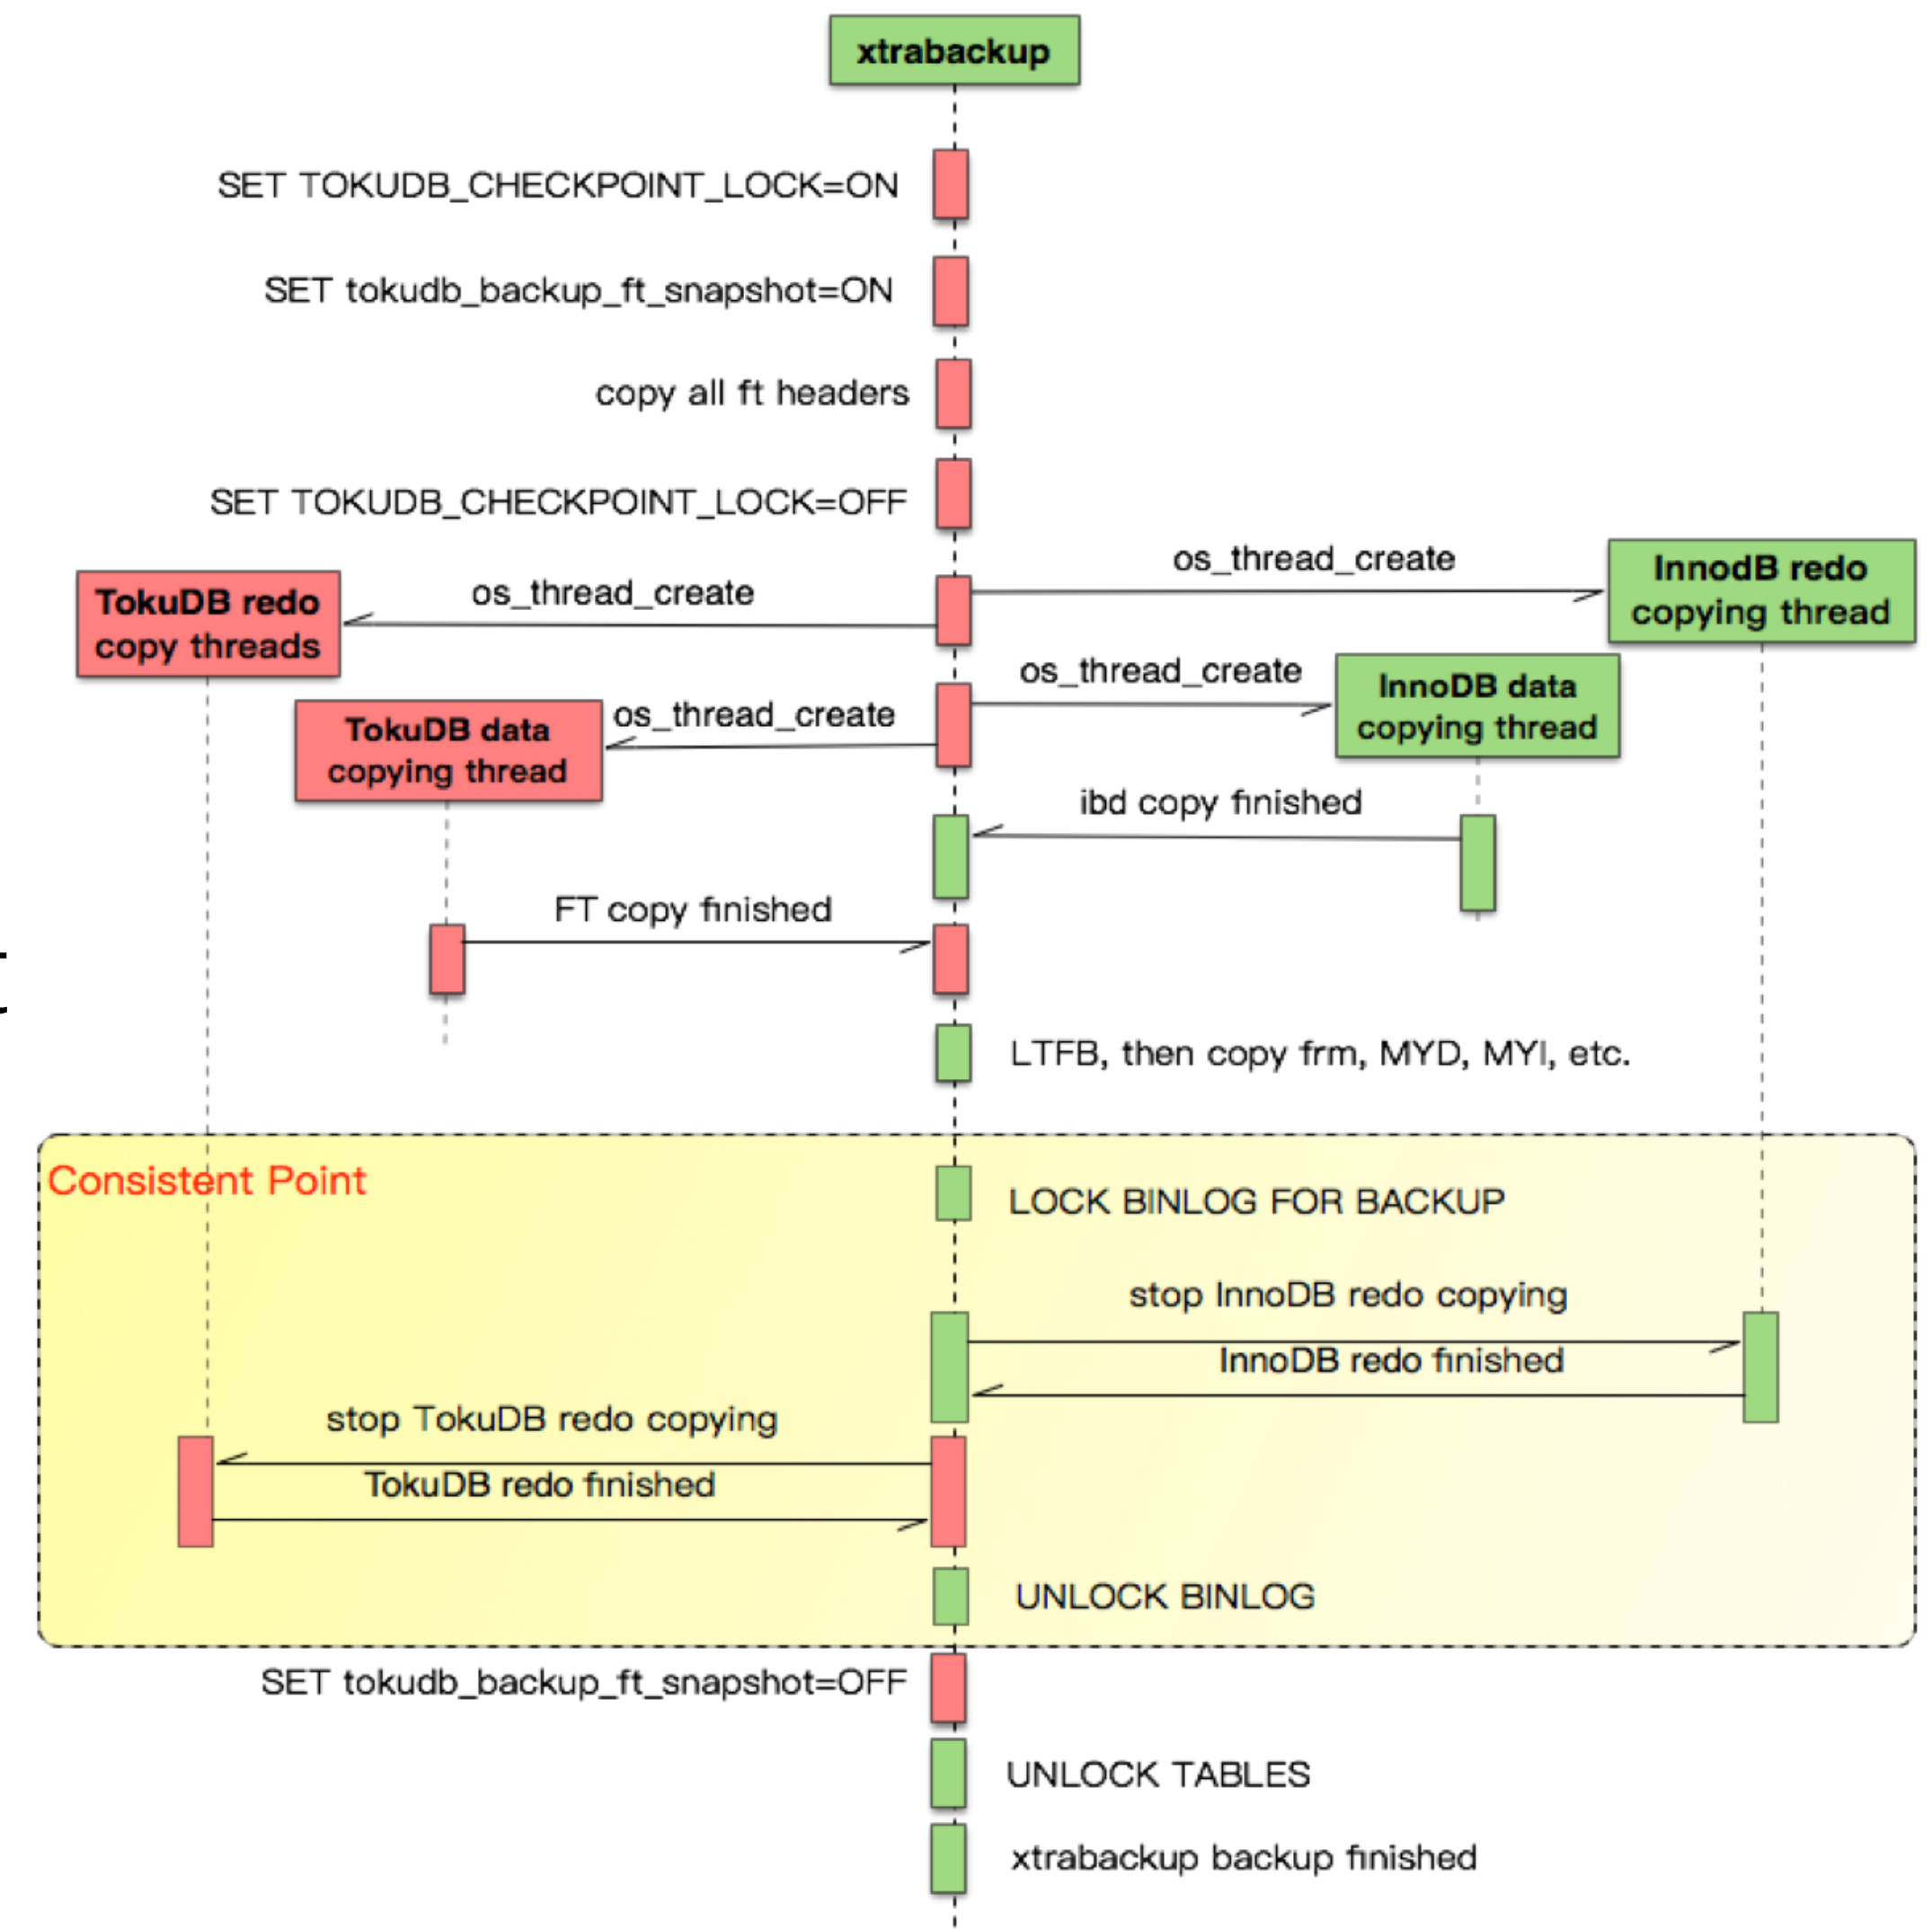 xtrabackup
SET TOKUDB_CHECKPOINT_LOCK=ON
SET tokudb_backup_ft_snapshot=ON
copy all ft headers
SET TOKUDB_CHECKPOINT_LOCK=OFF
os_thread_create
InnodB redo
copying thread
os_thread_create
TokuDB redo
copy threads
os_thread_create
InnoDB data
copying thread
os_thread_create
TokuDB data
copying thread
ibd copy finished
FT copy finished
t
LTFB, then copy frm, MYD, MYI, etc.
Consistent Point
LOCK BINLOG FOR BACKUP
stop InnoDB redo copying
InnoDB redo finished
stop TokuDB redo copying
TokuDB redo finished
UNLOCK BINLOG
SET tokudb_backup_ft_snapshot=OFF
UNLOCK TABLES
xtrabackup backup finished